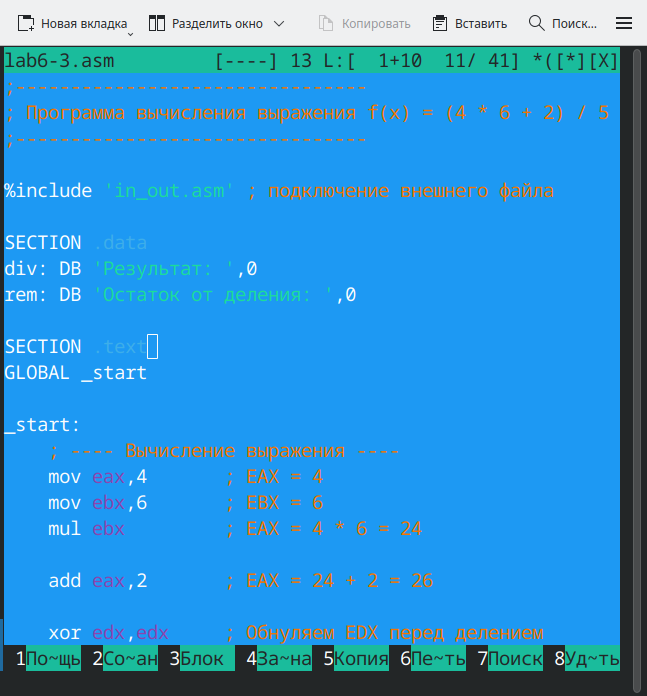 Новая вкладка Разделить окно Копировать Вставить Поиск...
lab6-3.asm [----] 13 L:[ 1+10 11/ 41] *([*][X]
;--------------------------------
; Программа вычисления выражения f(x) = (4 * 6 + 2) / 5
;--------------------------------
%include 'in_out.asm' ; подключение внешнего файла
SECTION .data
div: DB 'Результат: ',0
rem: DB 'Остаток от деления: ',0
SECTION .text
GLOBAL _start
_start:
; ---- Вычисление выражения ----
mov eax,4 ; EAX = 4
mov ebx,6 ; EBX = 6
mul ebx ; EAX = 4 * 6 = 24
add eax,2 ; EAX = 24 + 2 = 26
xor edx,edx ; Обнуляем EDX перед делением
1По~щь 2Со~ан 3Блок 4За~на 5Копия 6Пе~ть 7Поиск 8Уд~ть